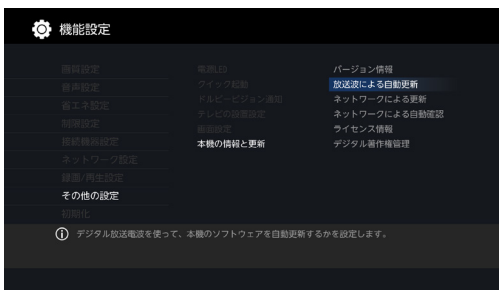 機能設定
画質設定
音声設定
省エネ設定
制限設定
接続機器設定
ネットワーク設定
録画/再生設定
その他の設定
初期化
電源LED
クイック起動
ドルビービジョン通知
テレビの設置設定
画面設定
本機の情報と更新
バージョン情報
放送波による自動更新
ネットワークによる更新
ネットワークによる自動確認
ライセンス情報
デジタル著作権管理
デジタル放送電波を使って、本機のソフトウェアを自動更新するかを設定します。